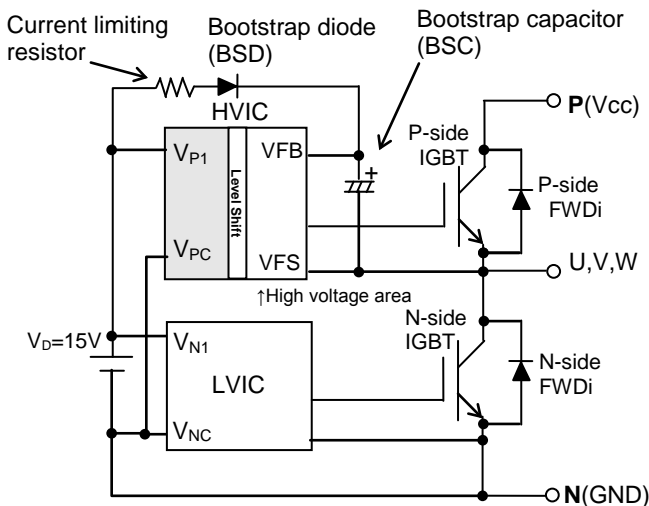 Current limiting
resistor
Bootstrap diode
(BSD)
Bootstrap capacitor
(BSC)
HVIC
P(Vcc)
VP1
VFB
Level Shift
P-side
IGBT
P-side
FWDi
VPC
VFS
U,V,W
↑High voltage area
VD=15V
VN1
LVIC
N-side
IGBT
N-side
FWDi
VNC
+
N(GND)